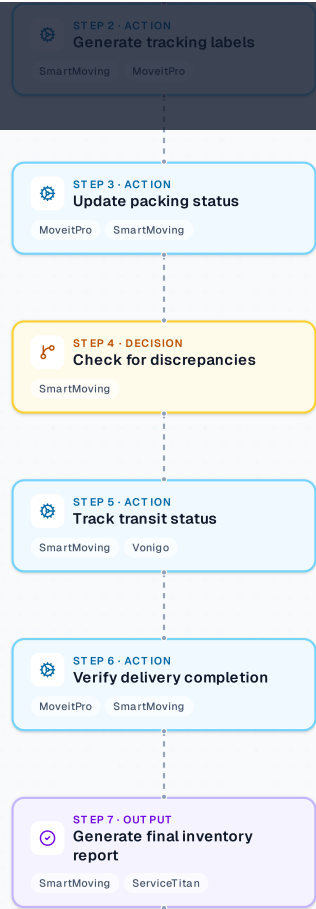 STEP 2 · ACTION
Generate tracking labels
SmartMoving MoveitPro
STEP 3 · ACTION
Update packing status
MoveitPro SmartMoving
STEP 4 · DECISION
Check for discrepancies
SmartMoving
STEP 5 · ACTION
Track transit status
SmartMoving Vonigo
STEP 6 · ACTION
Verify delivery completion
MoveitPro SmartMoving
STEP 7 · OUTPUT
Generate final inventory
report
SmartMoving ServiceTitan